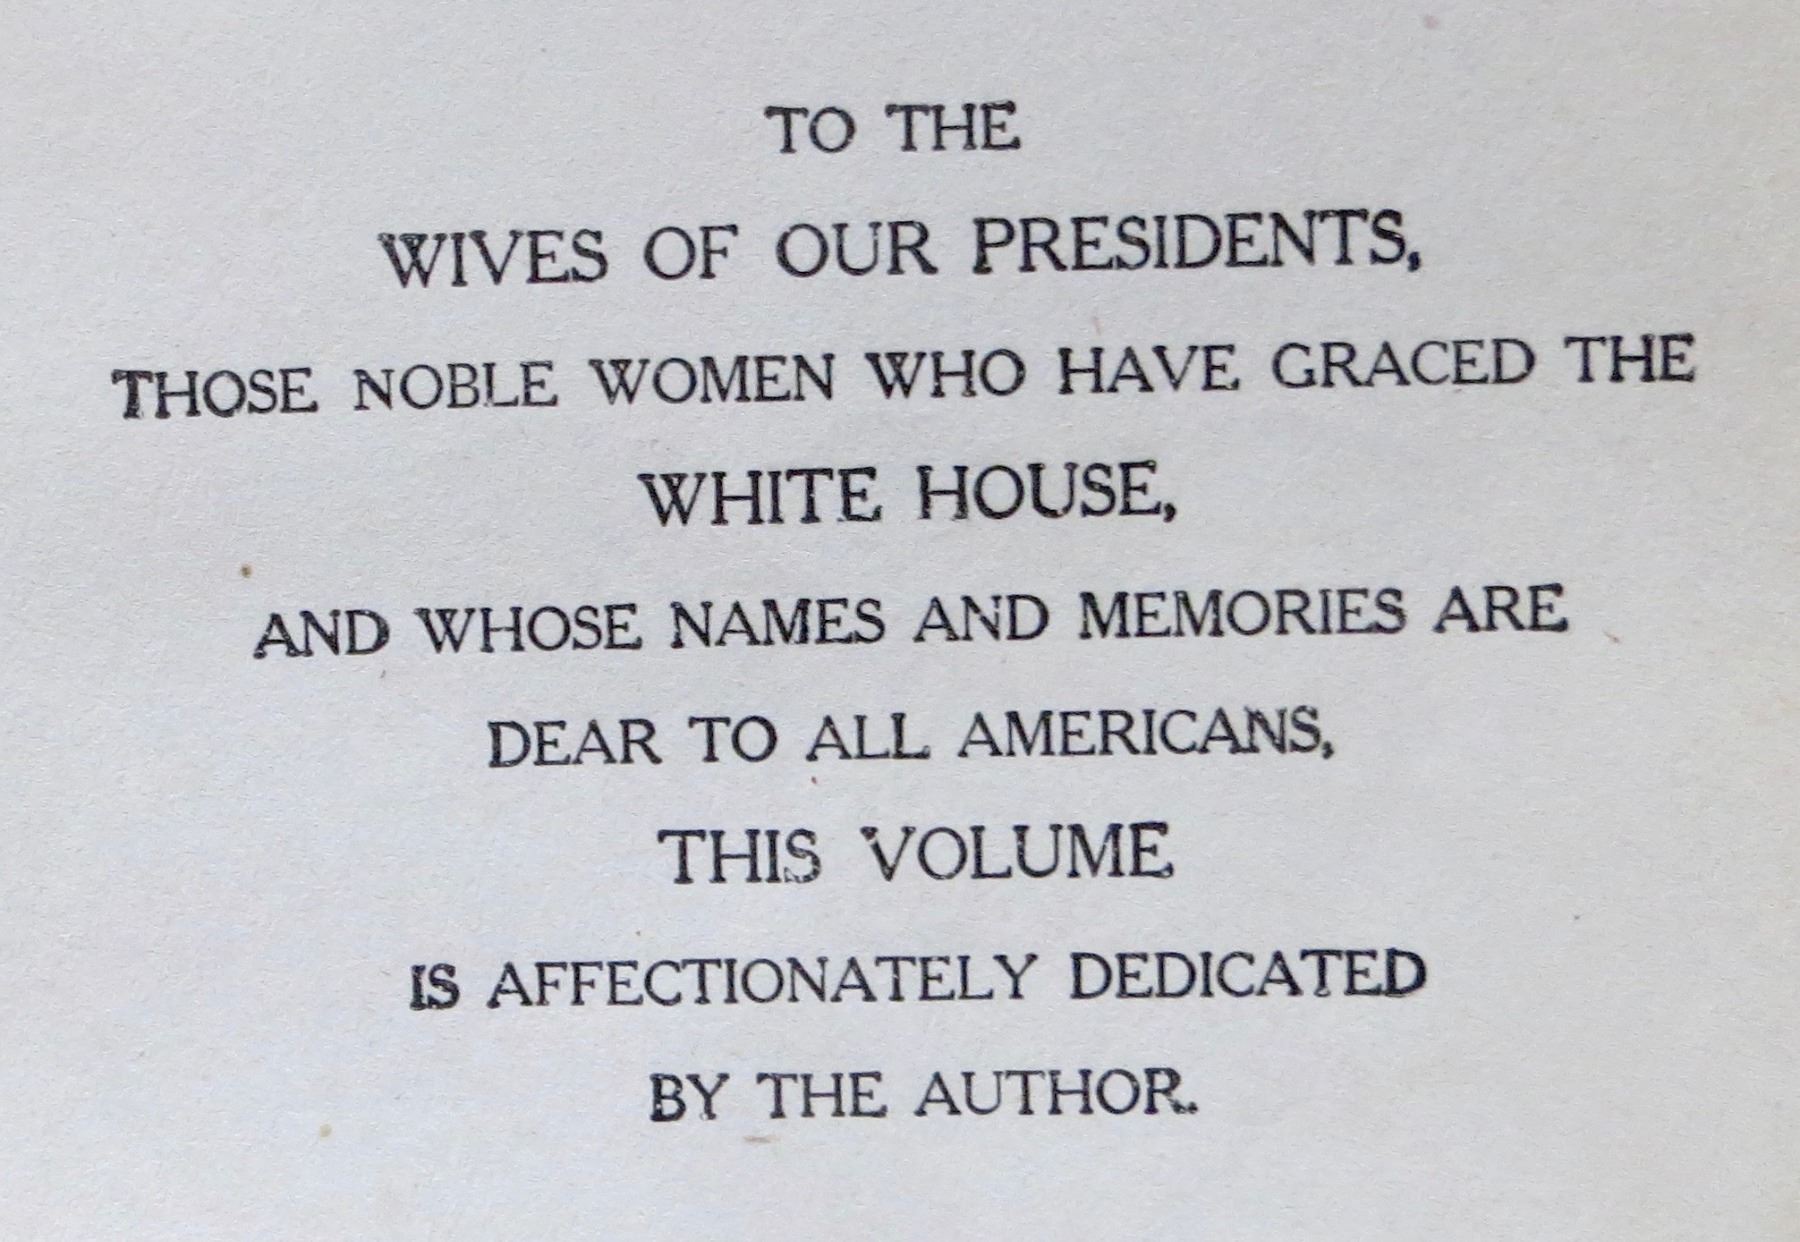 TO THE
WIVES OF OUR PRESIDENTS,
THOSE NOBLE WOMEN WHO HAVE GRACED THE
WHITE HOUSE,
AND WHOSE NAMES AND MEMORIES ARE
DEAR TO ALL AMERICANS,
THIS VOLUME
IS AFFECTIONATELY DEDICATED
BY THE AUTHOR.